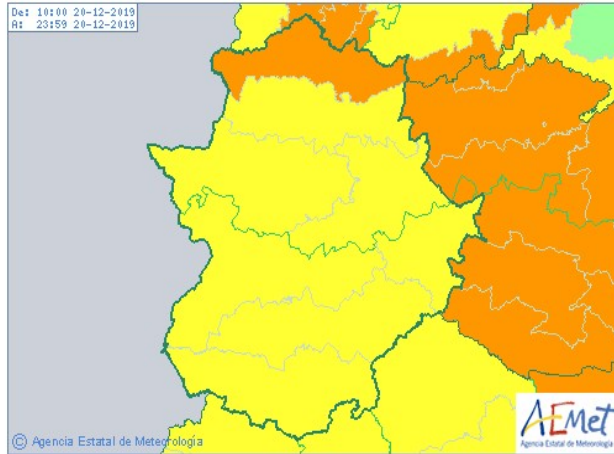 De: 10:00 20-12-2019
A: 23:59 20-12-2019
© Agencia Estatal de Meteorología
AEMet
Agencia Estatal de Meteorología